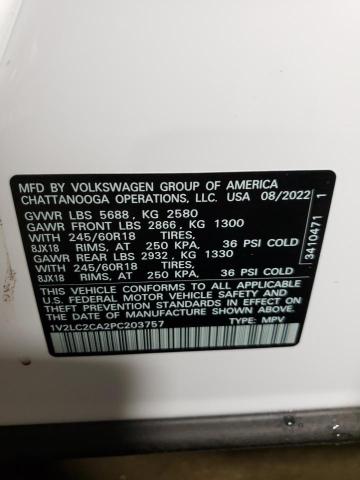 MFD BY VOLKSWAGEN GROUP OF AMERICA
CHATTANOOGA OPERATIONS, LLC. USA 08/2022
GVWR LBS 5688, KG 2580
GAWR FRONT LBS 2866, KG 1300
WITH 245/60R18 TIRES,
8JX18 RIMS, AT 250 KPA, 36 PSI COLD
GAWR REAR LBS 2932, KG 1330
WITH 245/60R18 TIRES,
8JX18 RIMS, AT 250 KPA, 36 PSI COLD
THIS VEHICLE CONFORMS TO ALL APPLICABLE
U.S. FEDERAL MOTOR VEHICLE SAFETY AND
THEFT PREVENTION STANDARDS IN EFFECT ON
THE DATE OF MANUFACTURE SHOWN ABOVE.
1V2LC2CA2PC203757 TYPE: MPV
3410471 1